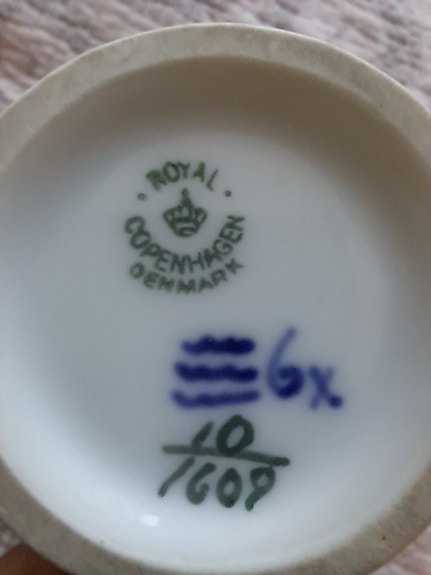 ROYAL
COPENHAGEN
DENMARK
6x.
10
1609